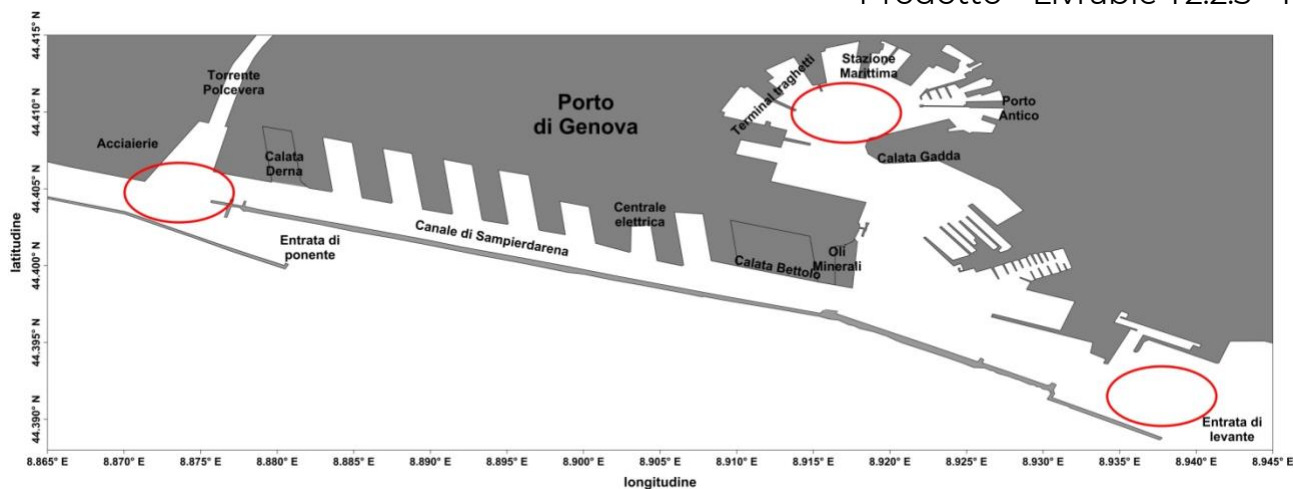 Prodotto - Livrable T2.2.3
44.415° N
44.410° N
44.405° N
44.400° N
44.395° N
44.390° N
latitudine
Torrente
Polcevera
Acciaierie
Calata
Derna
Porto
di Genova
Terminal traghetti
Stazione
Marittima
Porto
Antico
Calata Gadda
Entrata di
ponente
Canale di Sampierdarena
Centrale
elettrica
Calata Bettolo
Oli
Minerali
Entrata di
levante
8.865° E
8.870° E
8.875° E
8.880° E
8.885° E
8.890° E
8.895° E
8.900° E
8.905° E
8.910° E
8.915° E
8.920° E
8.925° E
8.930° E
8.935° E
8.940° E
8.945° E
longitudine